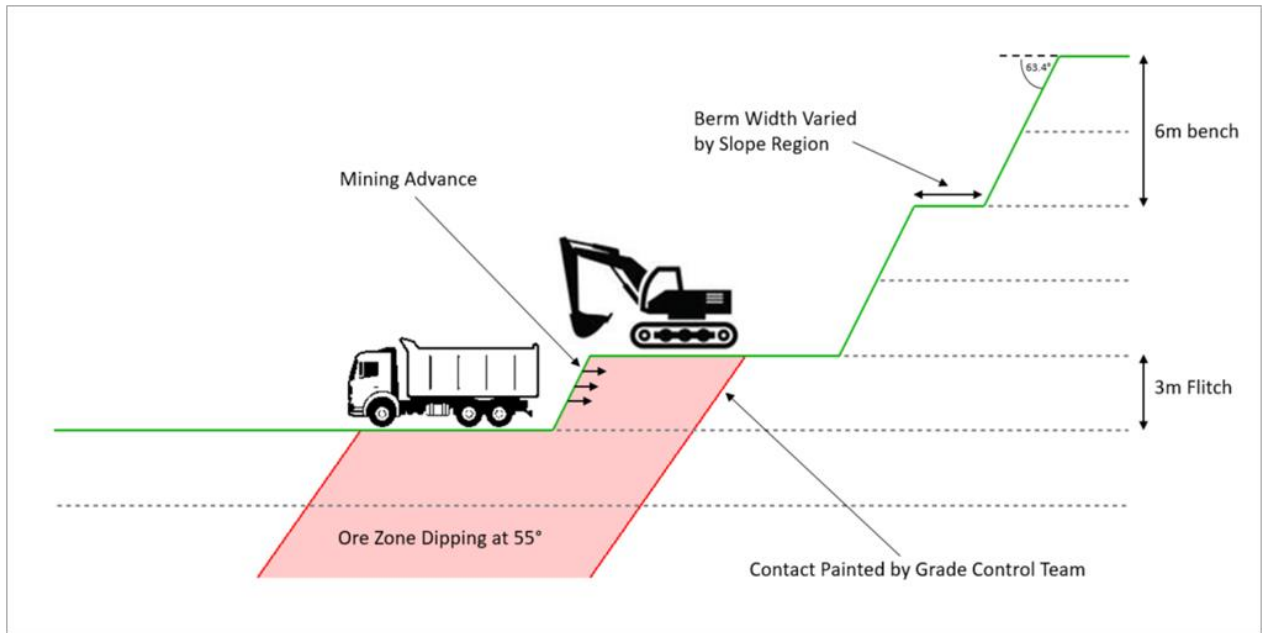 63.4°
Berm Width Varied
by Slope Region
6m bench
Mining Advance
3m Flitch
Ore Zone Dipping at 55°
Contact Painted by Grade Control Team